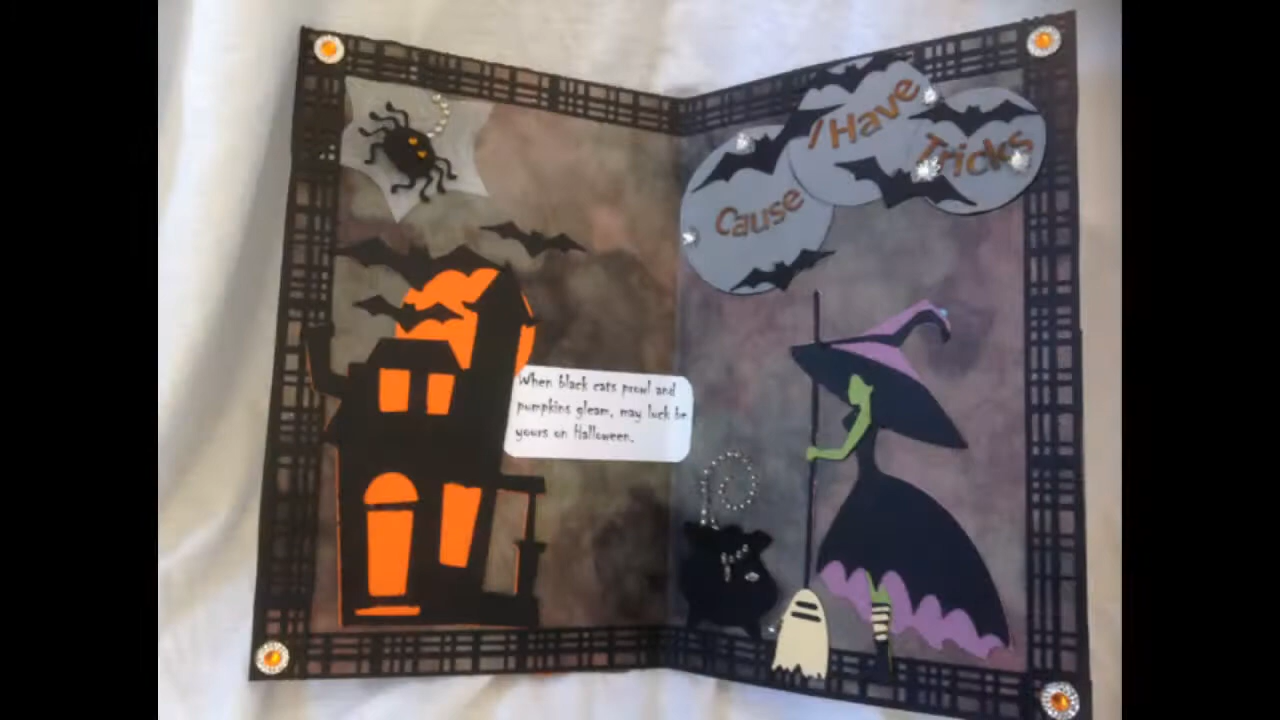 When black cats prowl and
pumpkins gleam, may luck be
yours on Halloween.
Cause
I Have
Tricks